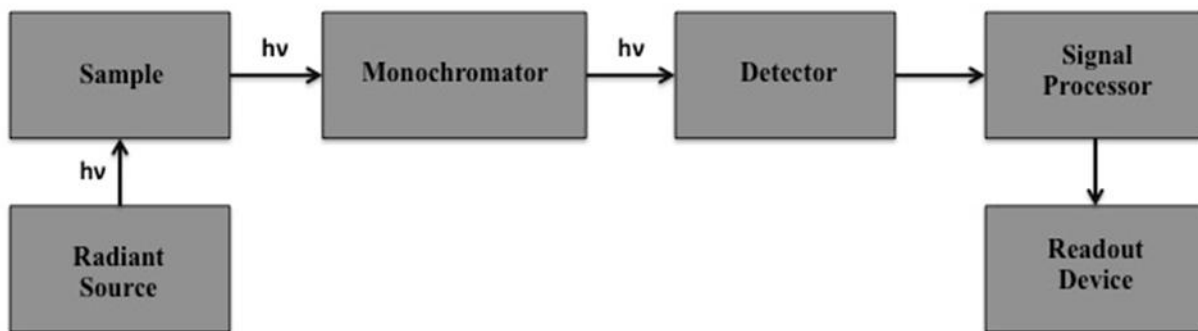 Sample
hν
Monochromator
hν
Detector
Signal
Processor
hν
Radiant
Source
Readout
Device